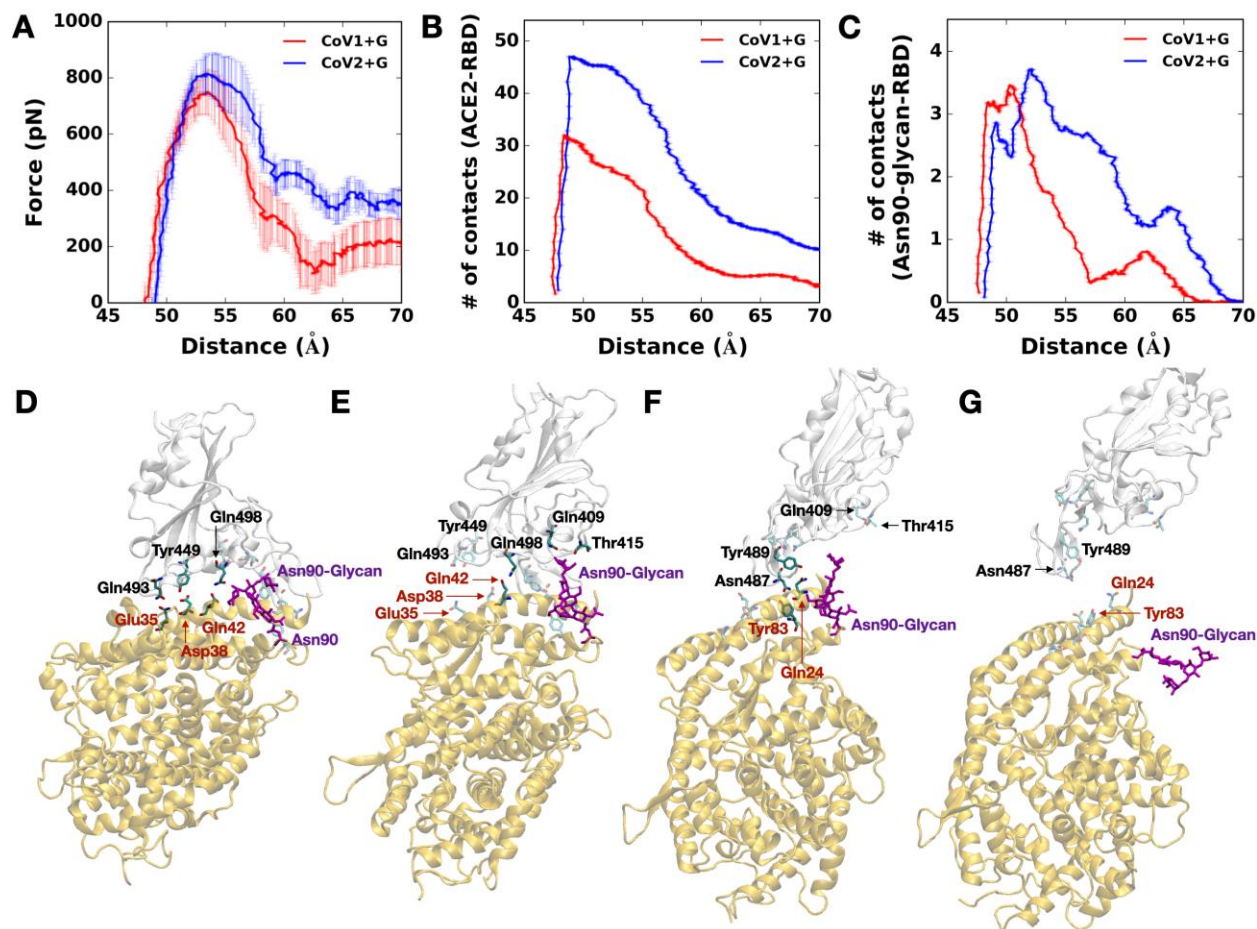 A
CoV1+G
CoV2+G
1000
800
600
400
200
0
45 50 55 60 65 70
Force (pN)
Distance (Å)
B
CoV1+G
CoV2+G
50
40
30
20
10
0
45 50 55 60 65 70
# of contacts (ACE2-RBD)
Distance (Å)
C
CoV1+G
CoV2+G
4
3
2
1
0
45 50 55 60 65 70
# of contacts
(Asn90-glycan-RBD)
Distance (Å)
D
Gln498
Tyr449
Gln493
Asn90-Glycan
Glu35
Gln42
Asn90
Asp38
E
Tyr449
Gln409
Gln498
Thr415
Gln493
Asn90-Glycan
Gln42
Asp38
Glu35
F
Gln409
Thr415
Tyr489
Asn487
Asn90-Glycan
Tyr83
Gln24
G
Tyr489
Asn487
Gln24
Tyr83
Asn90-Glycan